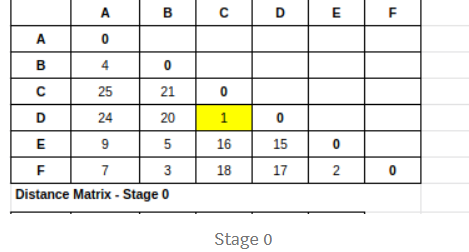 A B C D E F
A 0
B 4 0
C 25 21 0
D 24 20 1 0
E 9 5 16 15 0
F 7 3 18 17 2 0
Distance Matrix - Stage 0
Stage 0